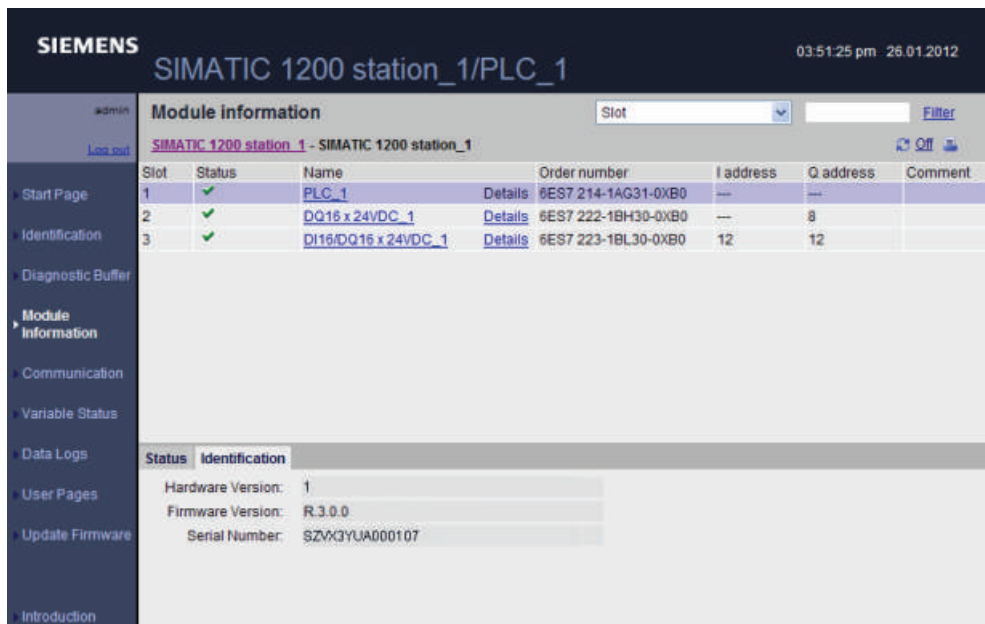 SIEMENS
SIMATIC 1200 station_1/PLC_1
03:51:25 pm 26.01.2012
admin
Log out
Module information
Slot
Filter
SIMATIC 1200 station_1 - SIMATIC 1200 station_1
Off
Start Page
Identification
Diagnostic Buffer
Module
Information
Communication
Variable Status
Data Logs
User Pages
Update Firmware
Introduction
Slot Status Name Order number I address Q address Comment
1 PLC_1 Details 6ES7 214-1AG31-0XB0 --- ---
2 DQ16 x 24VDC_1 Details 6ES7 222-1BH30-0XB0 --- 8
3 DI16/DQ16 x 24VDC_1 Details 6ES7 223-1BL30-0XB0 12 12
Status Identification
Hardware Version: 1
Firmware Version: R.3.0.0
Serial Number: SZVX3YUA000107